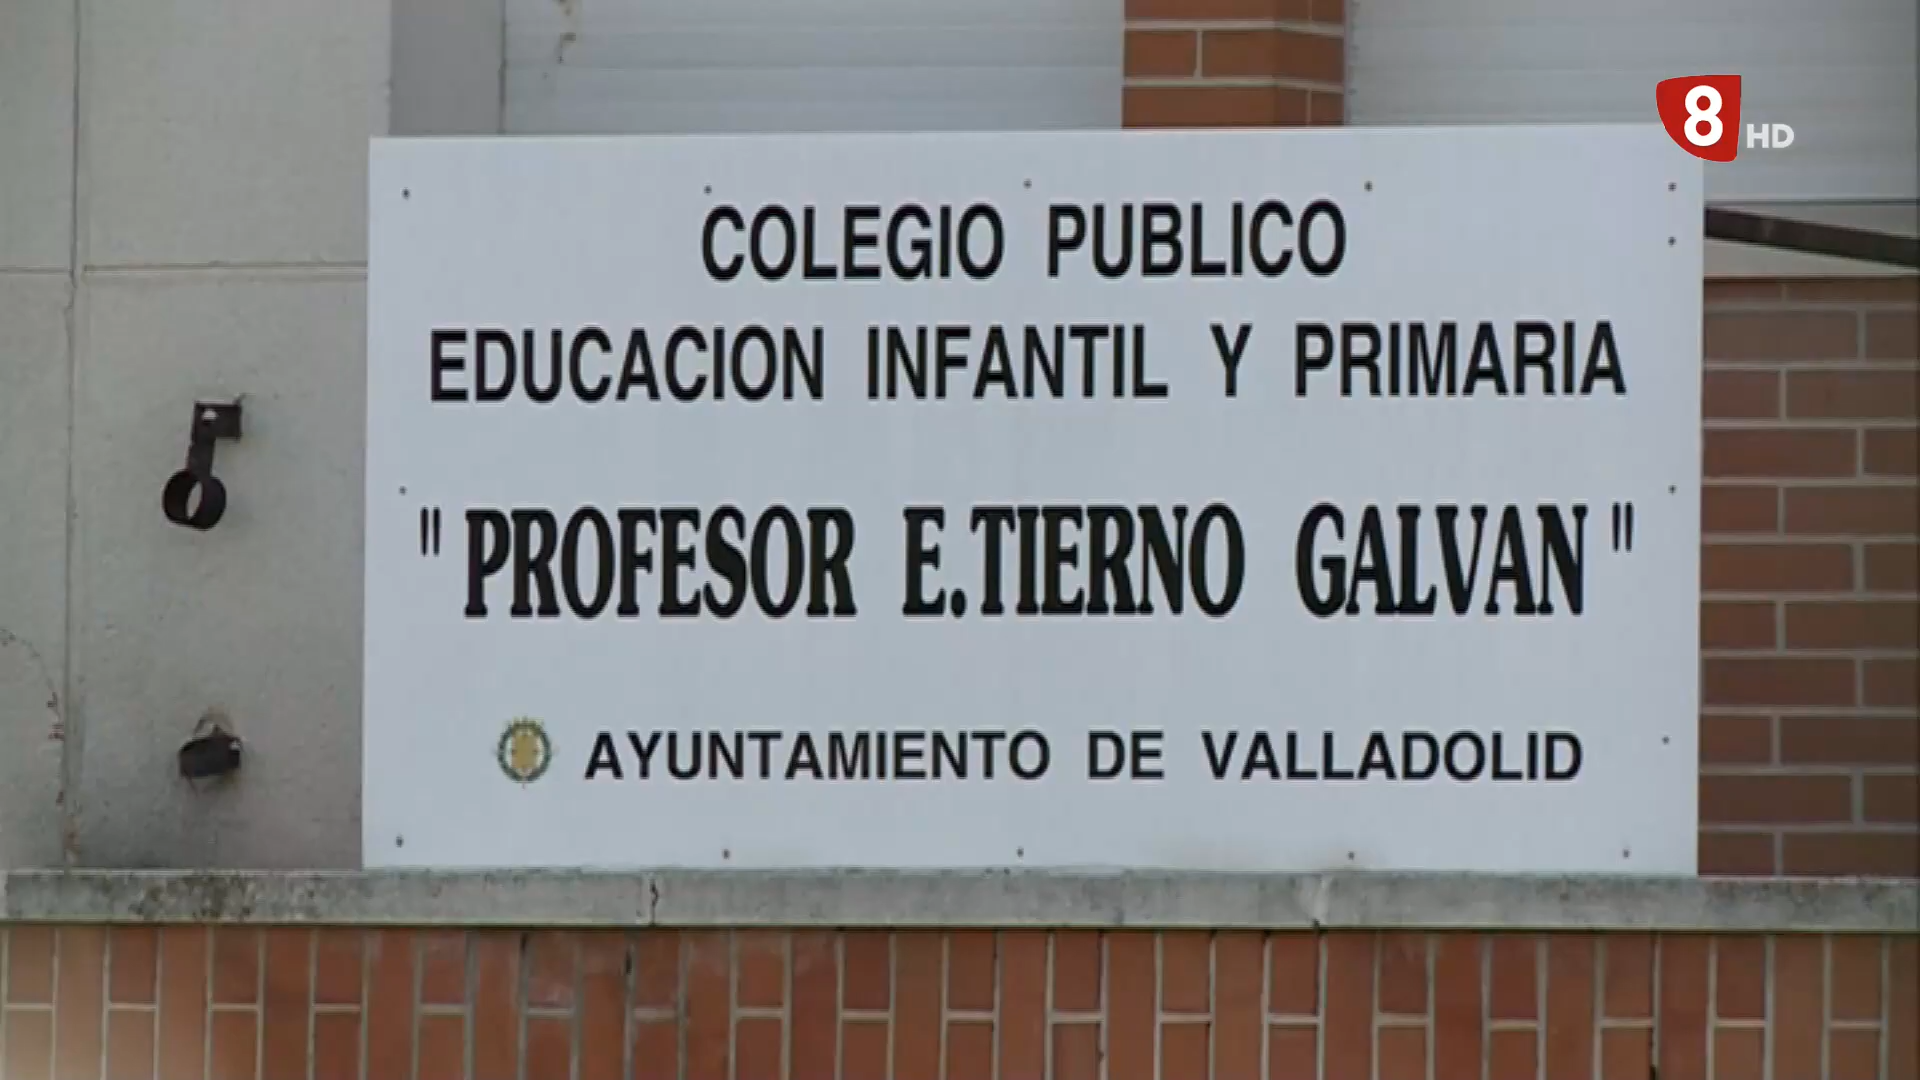 8 HD
COLEGIO PUBLICO
EDUCACION INFANTIL Y PRIMARIA
" PROFESOR E.TIERNO GALVAN "
AYUNTAMIENTO DE VALLADOLID